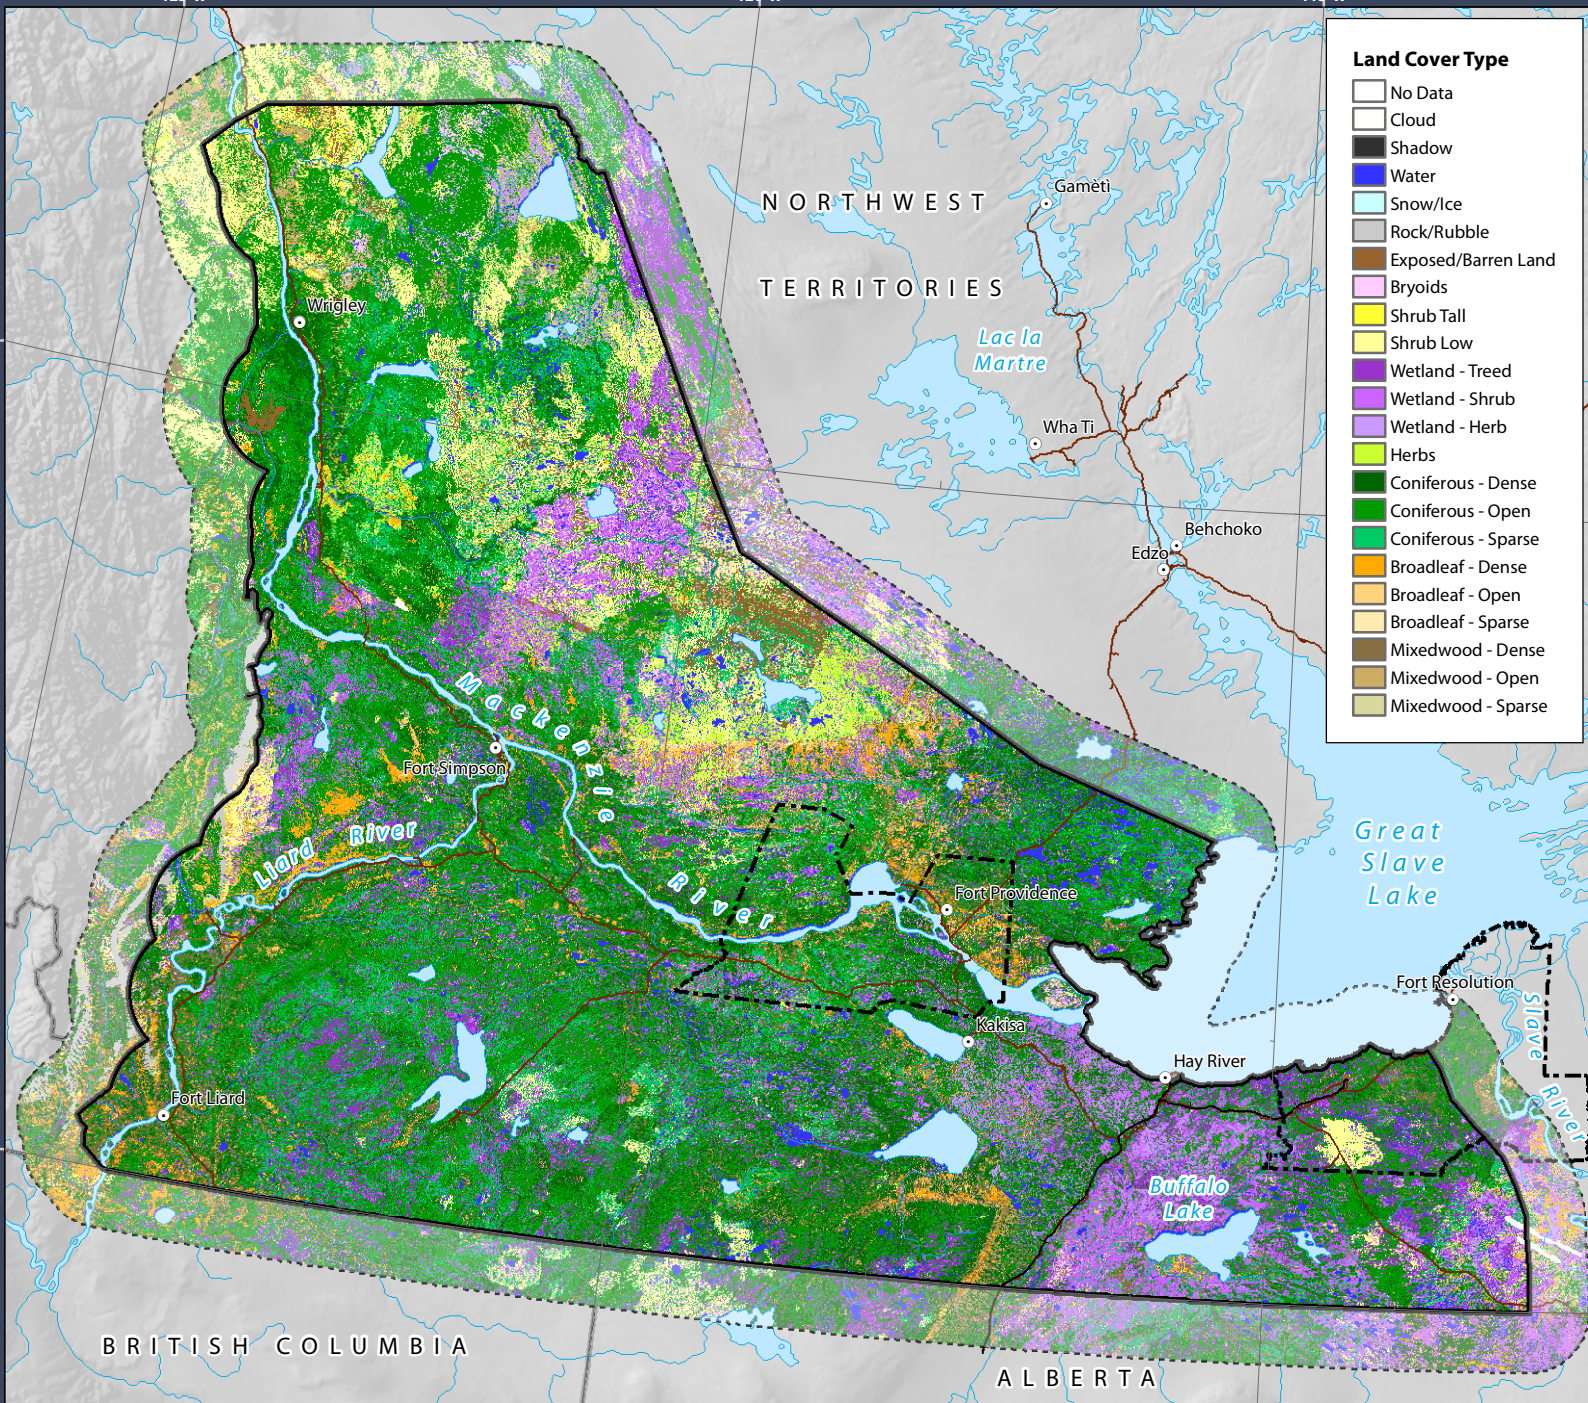 NORTHWEST
TERRITORIES
Gamètì
Lac la
Martre
Wha Ti
Behchoko
Edzo
Wrigley
Mackenzie
River
Fort Simpson
Liard River
Fort Providence
Great
Slave
Lake
Fort Resolution
Slave
River
Kakisa
Hay River
Fort Liard
Buffalo
Lake
BRITISH COLUMBIA
ALBERTA
Land Cover Type
No Data
Cloud
Shadow
Water
Snow/Ice
Rock/Rubble
Exposed/Barren Land
Bryoids
Shrub Tall
Shrub Low
Wetland - Treed
Wetland - Shrub
Wetland - Herb
Herbs
Coniferous - Dense
Coniferous - Open
Coniferous - Sparse
Broadleaf - Dense
Broadleaf - Open
Broadleaf - Sparse
Mixedwood - Dense
Mixedwood - Open
Mixedwood - Sparse